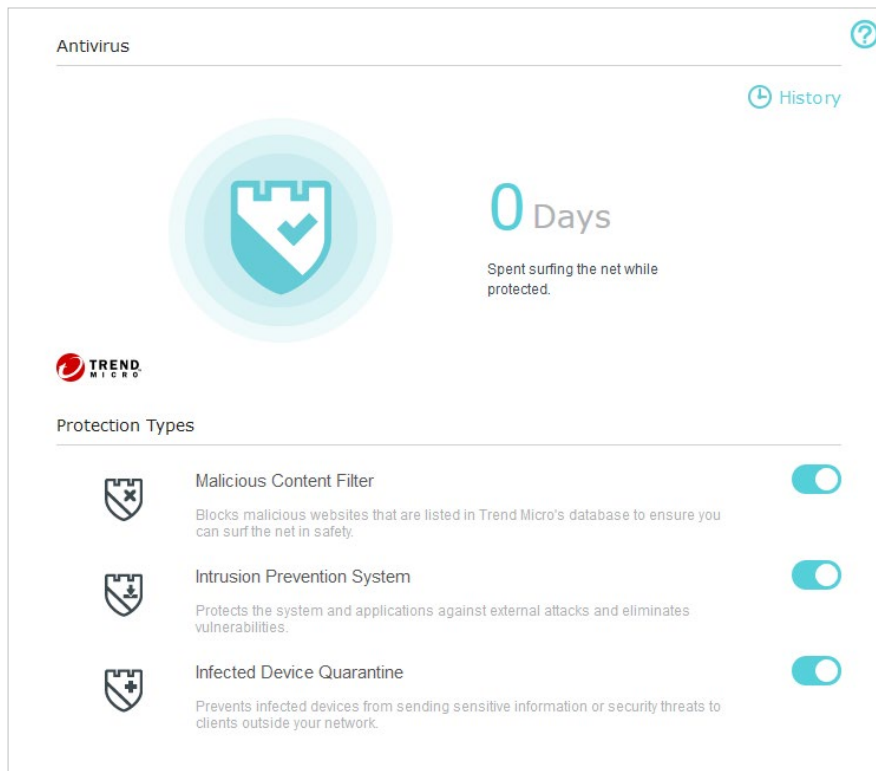 Antivirus
?
History
0 Days
Spent surfing the net while
protected.
TREND
MICRO
Protection Types
Malicious Content Filter
Blocks malicious websites that are listed in Trend Micro's database to ensure you
can surf the net in safety.
Intrusion Prevention System
Protects the system and applications against external attacks and eliminates
vulnerabilities.
Infected Device Quarantine
Prevents infected devices from sending sensitive information or security threats to
clients outside your network.